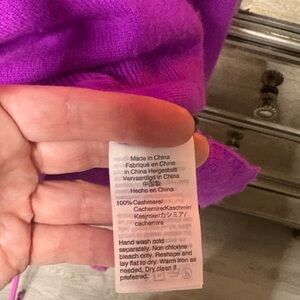 Made in China
Fabriqué en Chine
In China Hergestellt
Vervaardigd in China
中国製
Hecho en China
100% Cashmere/
Cachemire/Kaschmir/
Kasjmier/カシミア/
cachemira
Hand wash cold
separately. Non chlorine
bleach only. Reshape and
lay flat to dry. Warm iron as
needed. Dry clean if
preferred.